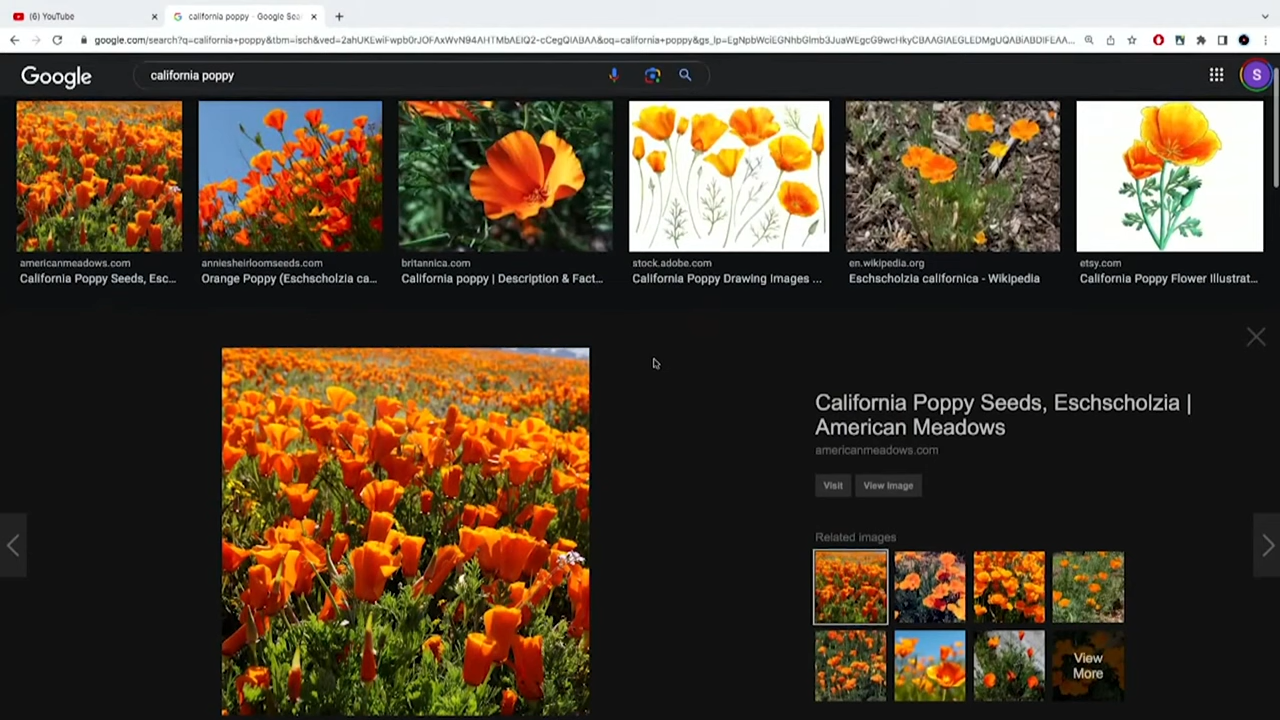 (6) YouTube
california poppy - Google Sea
Google
california poppy
S
americanmeadows.com
California Poppy Seeds, Esc...
anniesheirloomseeds.com
Orange Poppy (Eschscholzia ca...
britannica.com
California poppy | Description & Fact...
stock.adobe.com
California Poppy Drawing Images ...
en.wikipedia.org
Eschscholzia californica - Wikipedia
etsy.com
California Poppy Flower Illustrat...
California Poppy Seeds, Eschscholzia |
American Meadows
americanmeadows.com
Visit
View Image
Related images
View
More